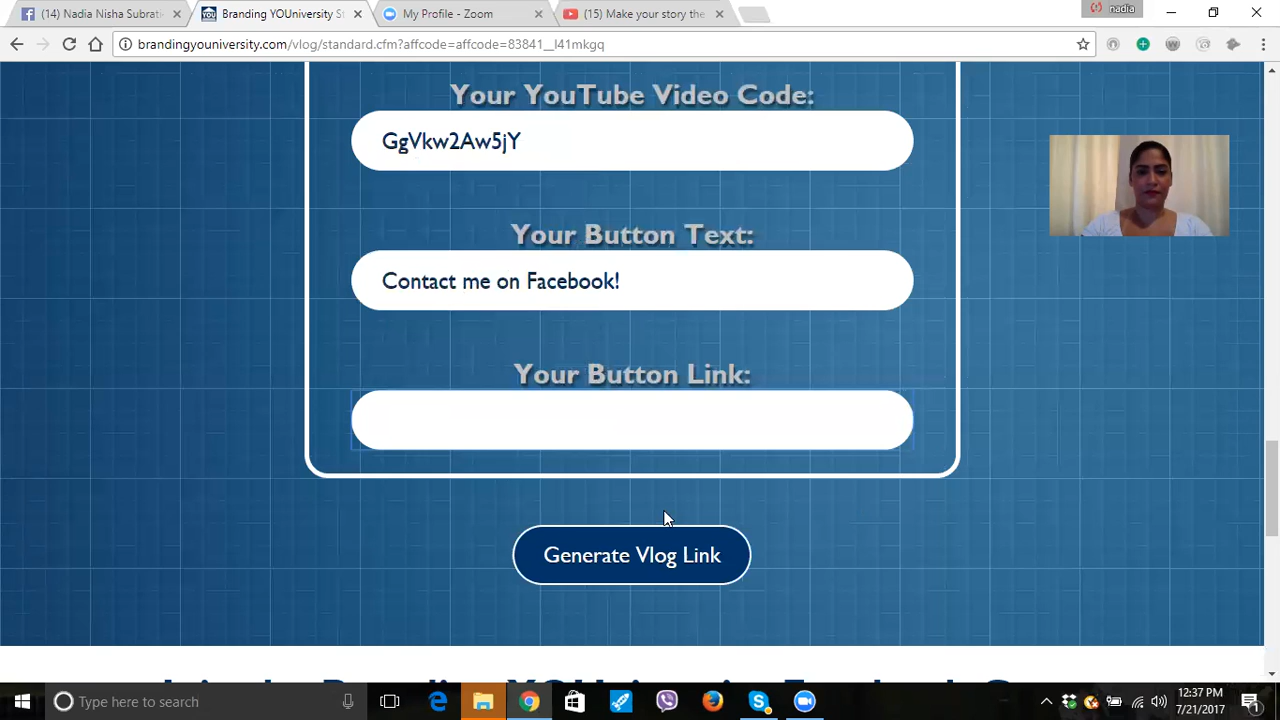 (14) Nadia Nisha Subrati
Branding YOUniversity St
My Profile - Zoom
(15) Make your story the
nadia
brandingyouniversity.com/vlog/standard.cfm?affcode=affcode=83841__l41mkgq
Your YouTube Video Code:
GgVkw2Aw5jY
Your Button Text:
Contact me on Facebook!
Your Button Link:
Generate Vlog Link
Type here to search
12:37 PM
7/21/2017